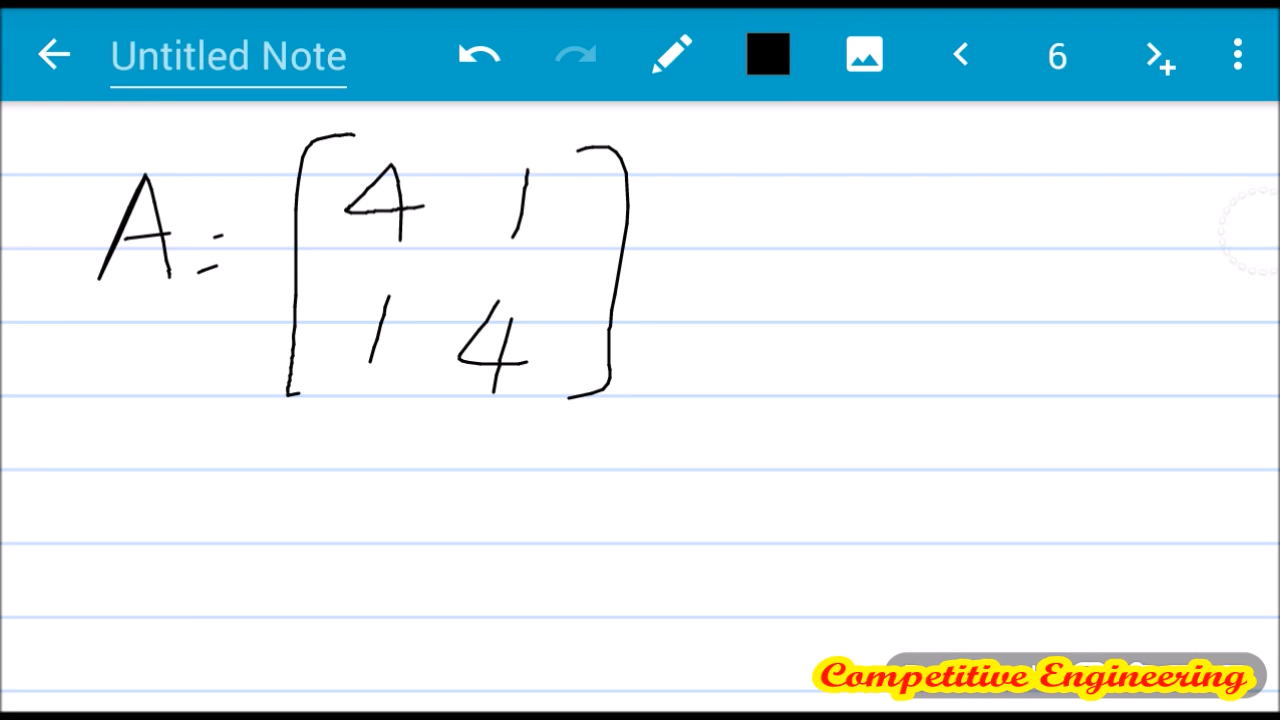 Untitled Note 6
A = [ 4 1
1 4 ]
Competitive Engineering